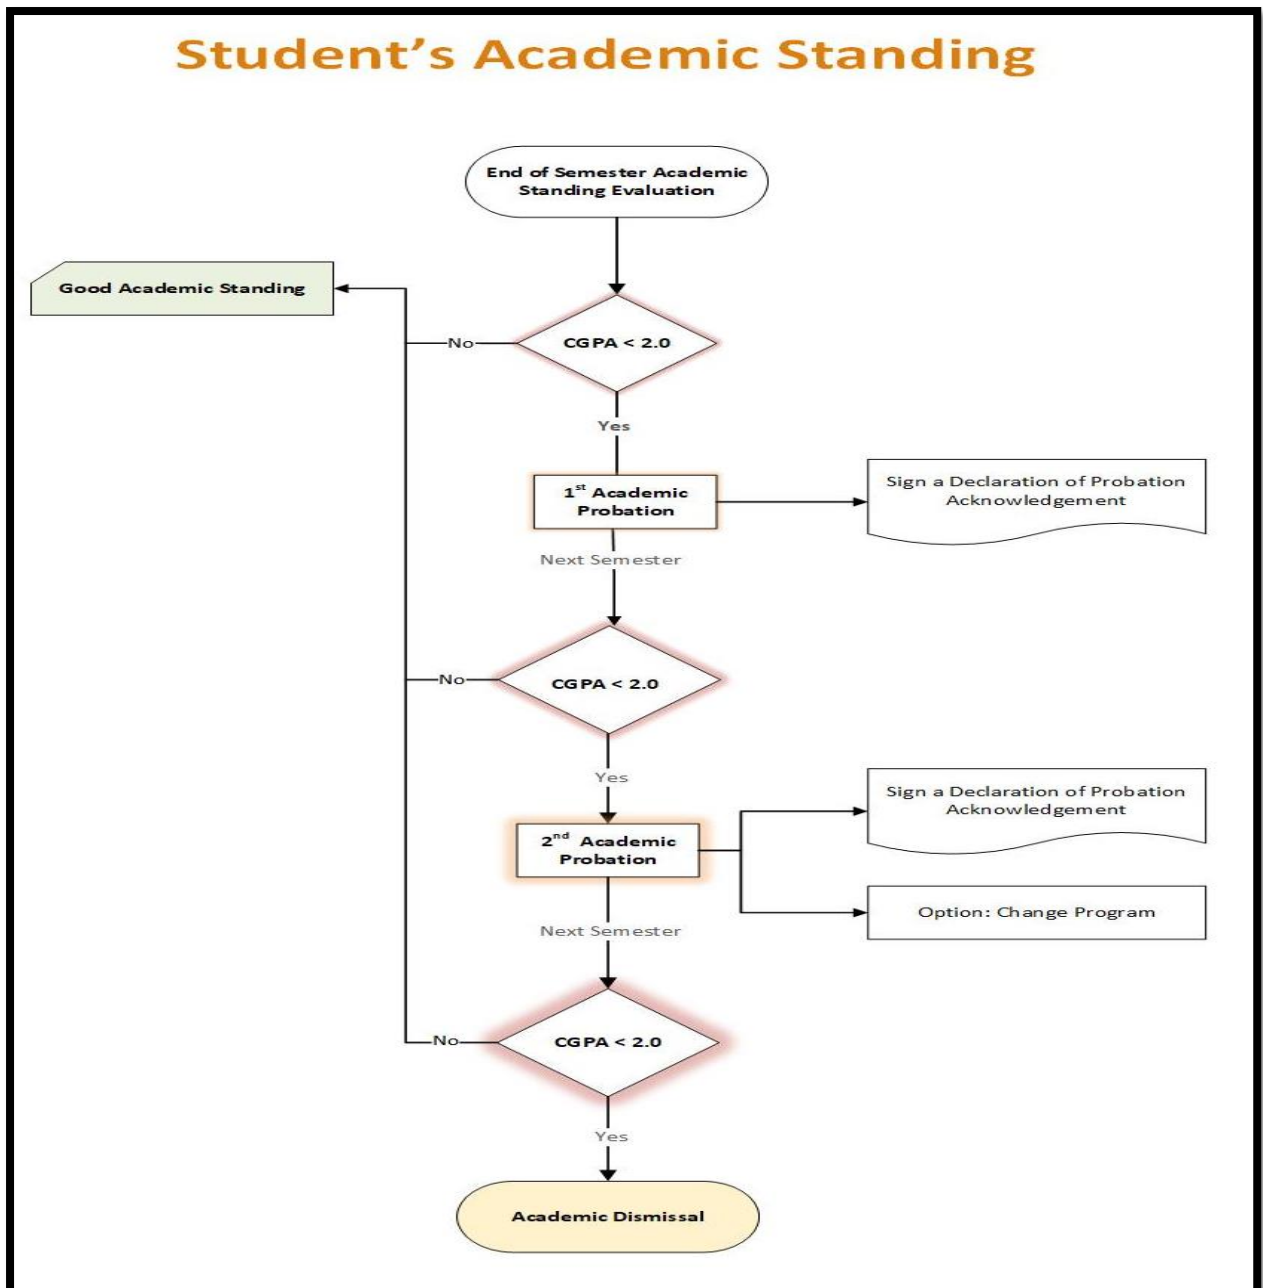 Student’s Academic Standing
End of Semester Academic
Standing Evaluation
Good Academic Standing
CGPA < 2.0
No
Yes
1st Academic
Probation
Sign a Declaration of Probation
Acknowledgement
Next Semester
CGPA < 2.0
No
Yes
2nd Academic
Probation
Sign a Declaration of Probation
Acknowledgement
Option: Change Program
Next Semester
CGPA < 2.0
No
Yes
Academic Dismissal